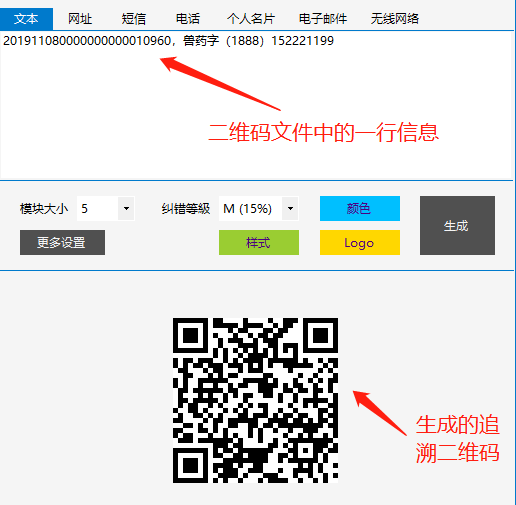 文本 网址 短信 电话 个人名片 电子邮件 无线网络
201911080000000000010960，兽药字（1888）152221199
二维码文件中的一行信息
模块大小 5 纠错等级 M (15%) 颜色 生成
更多设置 样式 Logo
生成的追
溯二维码